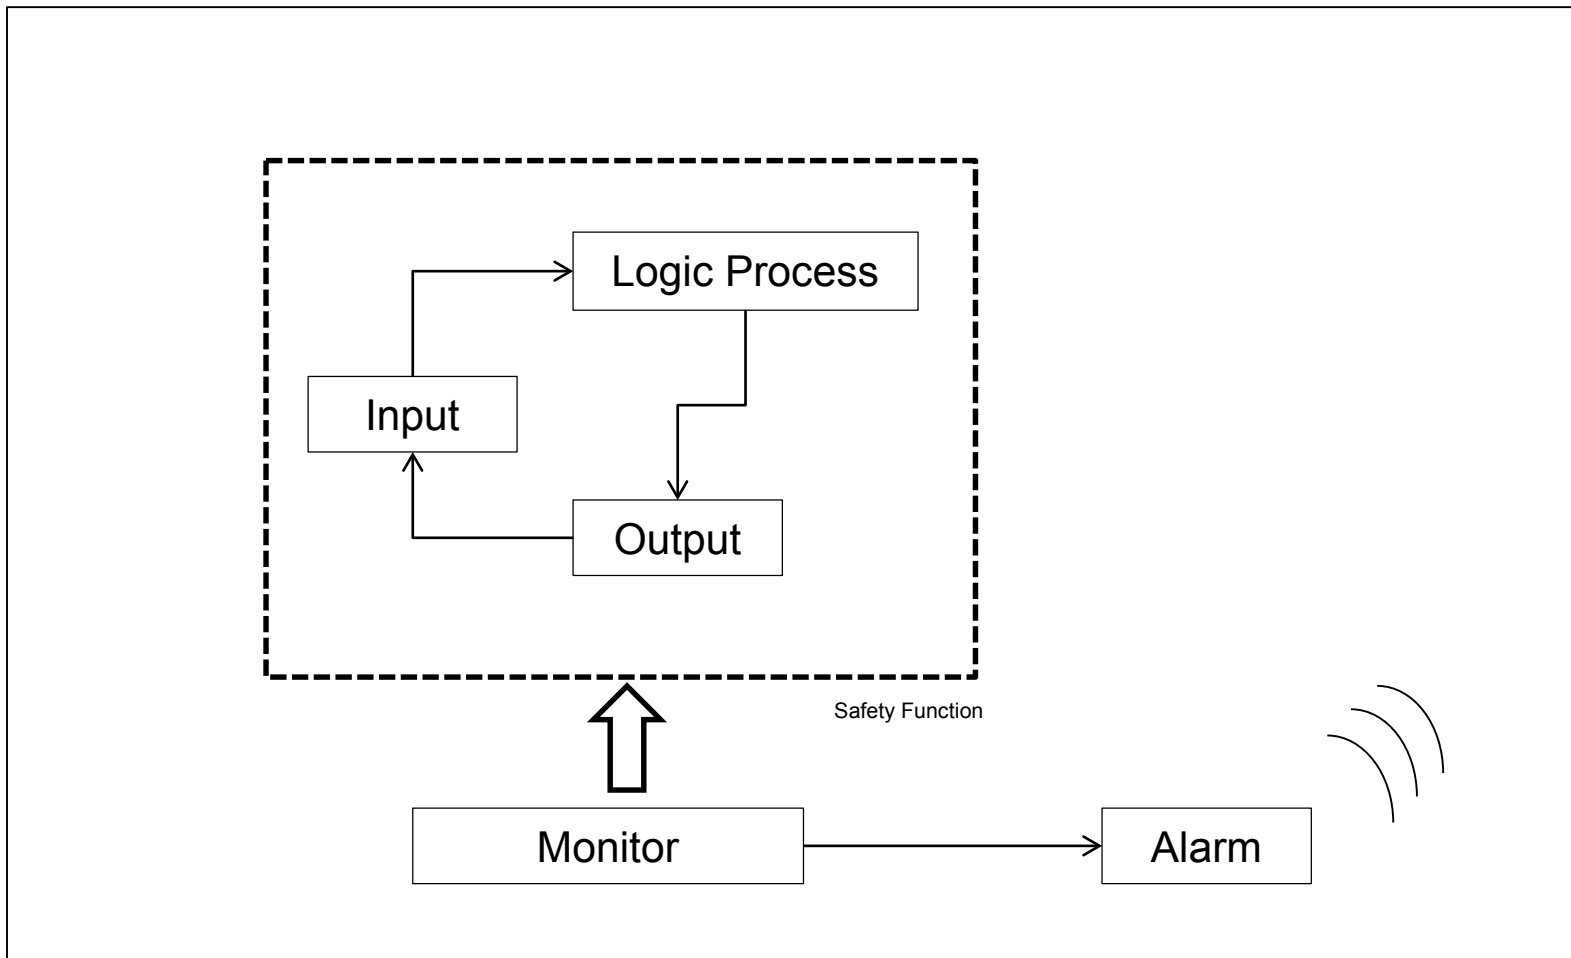 Logic Process
Input
Output
Safety Function
Monitor
Alarm